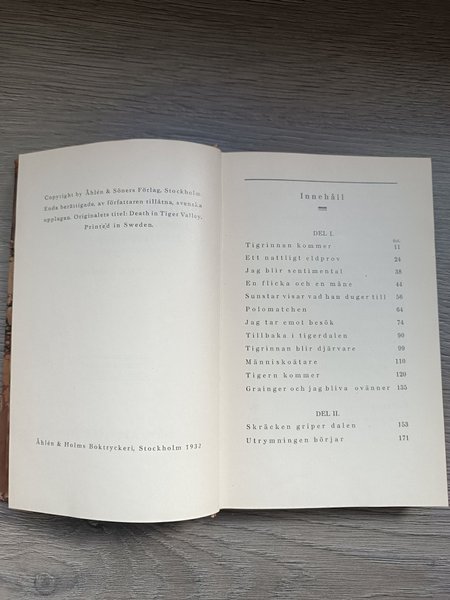 Copyright by Åhlén & Söners Förlag, Stockholm.
Enda berättigade, av författaren tillåtna, svenska
upplagan. Originalets titel: Death in Tiger Valley.
Printed in Sweden.
Åhlén & Holms Boktryckeri, Stockholm 1932
Innehåll
DEL I.
Sid.
Tigrinnan kommer 11
Ett nattligt eldprov 24
Jag blir sentimental 38
En flicka och en måne 44
Sunstar visar vad han duger till 56
Polomatchen 64
Jag tar emot besök 74
Tillbaka i tigerdalen 90
Tigrinnan blir djärvare 99
Människoätare 110
Tigern kommer 120
Grainger och jag bliva ovänner 135
DEL II.
Skräcken griper dalen 153
Utrymningen börjar 171